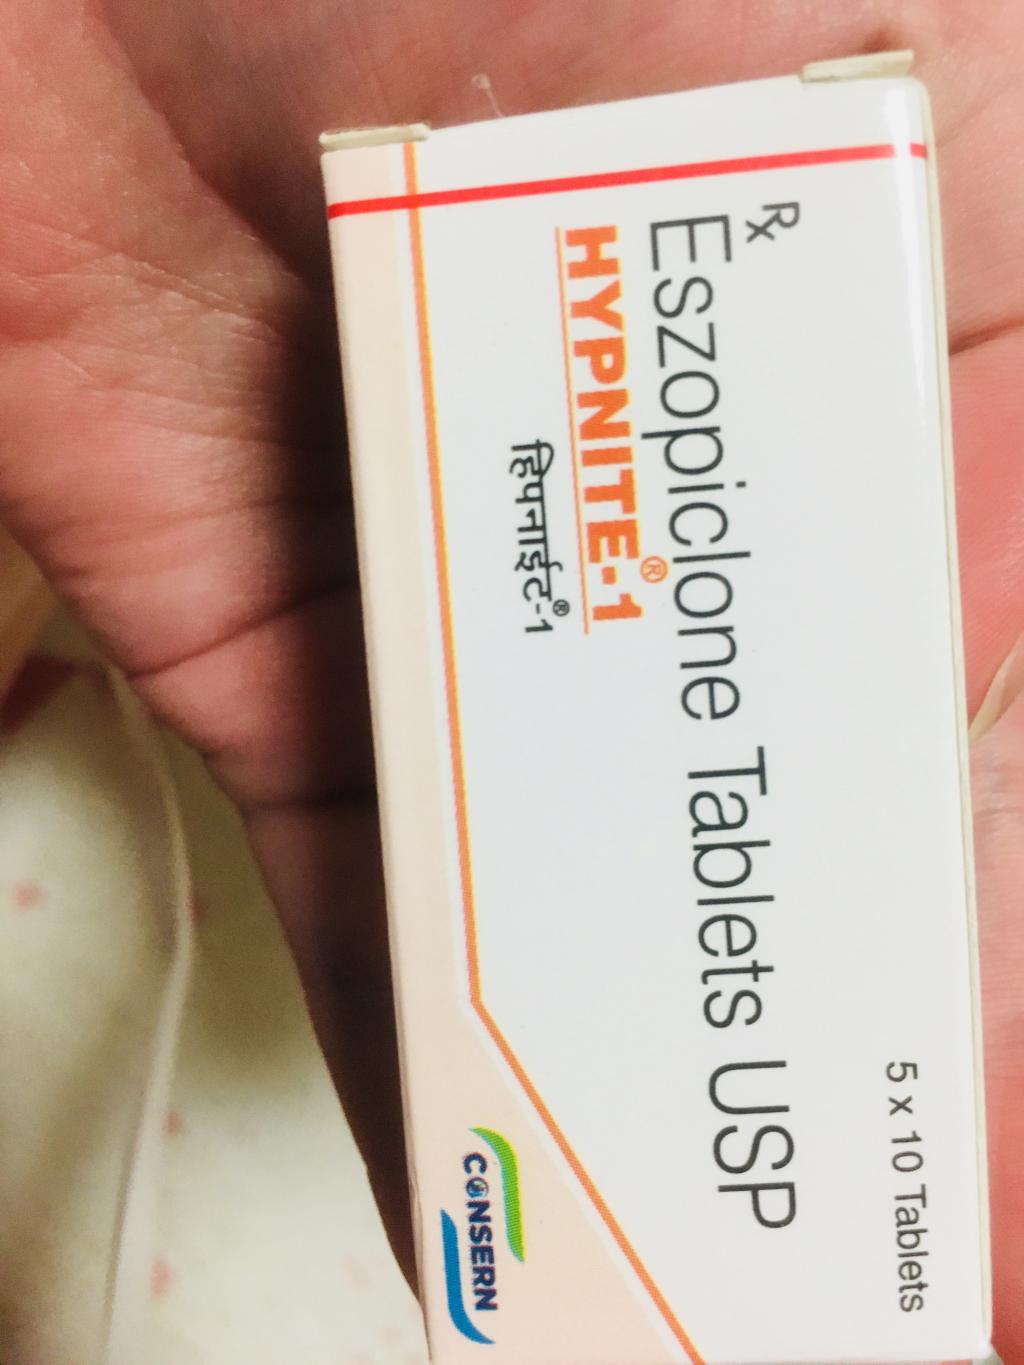 5 x 10 Tablets
Rx
Eszopiclone Tablets USP
HYPNITE-1®
हिपनाईट®-1
CONSERN